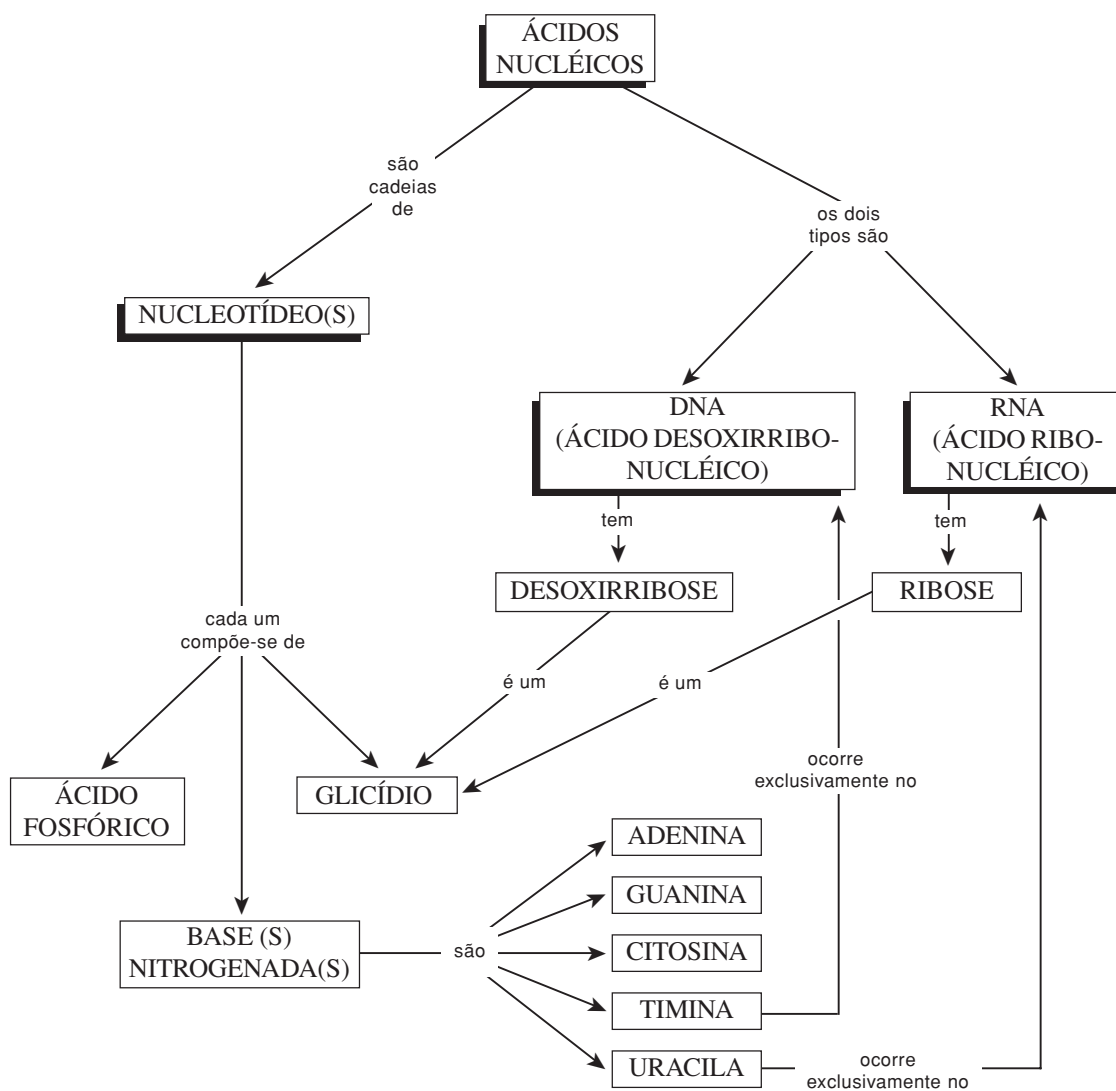 ÁCIDOS
NUCLÉICOS
são
cadeias
de
os dois
tipos são
NUCLEOTÍDEO(S)
DNA
(ÁCIDO DESOXIRRIBO-
NUCLÉICO)
RNA
(ÁCIDO RIBO-
NUCLÉICO)
tem
tem
DESOXIRRIBOSE
RIBOSE
cada um
compõe-se de
é um
é um
ocorre
exclusivamente no
ÁCIDO
FOSFÓRICO
GLICÍDIO
ADENINA
GUANINA
BASE (S)
NITROGENADA(S)
são
CITOSINA
TIMINA
URACILA
ocorre
exclusivamente no